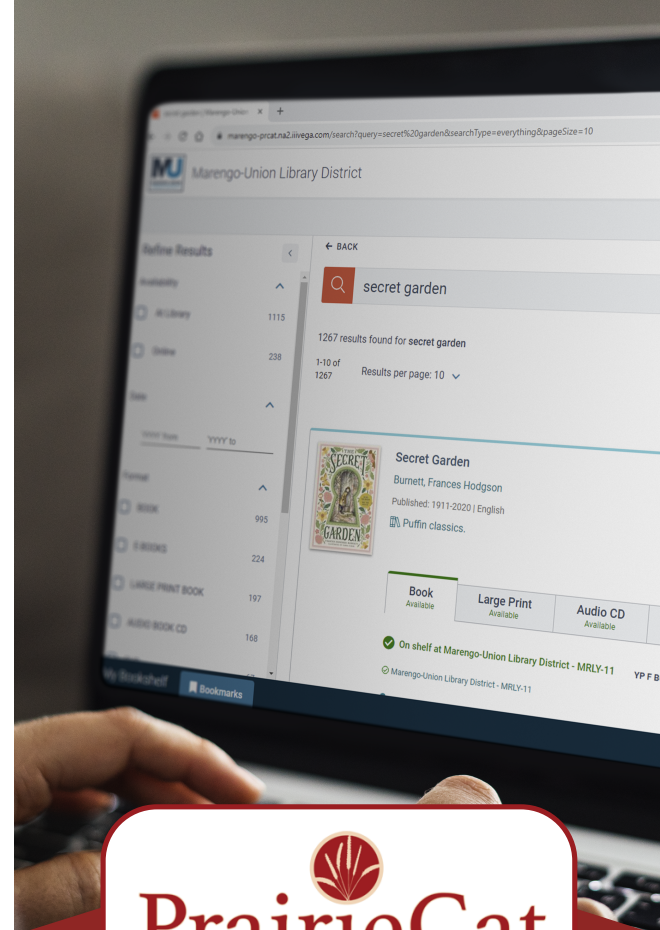 secret garden | Marengo-Union × +
marengo-prcat.na2.iiivega.com/search?query=secret%20garden&searchType=everything&pageSize=10
MU
Marengo-Union Library District
Refine Results
← BACK
Availability
secret garden
At Library 1115
1267 results found for secret garden
Online 238
1-10 of
1267
Results per page: 10
Date
YYYY from YYYY to
Format
BOOK 995
E-BOOKS 224
LARGE PRINT BOOK 197
AUDIO BOOK CD 168
THE
SECRET
GARDEN
Secret Garden
Burnett, Frances Hodgson
Published: 1911-2020 | English
Puffin classics.
Book
Available
Large Print
Available
Audio CD
Available
On shelf at Marengo-Union Library District - MRLY-11 YP F B
Marengo-Union Library District - MRLY-11
My Bookshelf
Bookmarks
PrairieCat